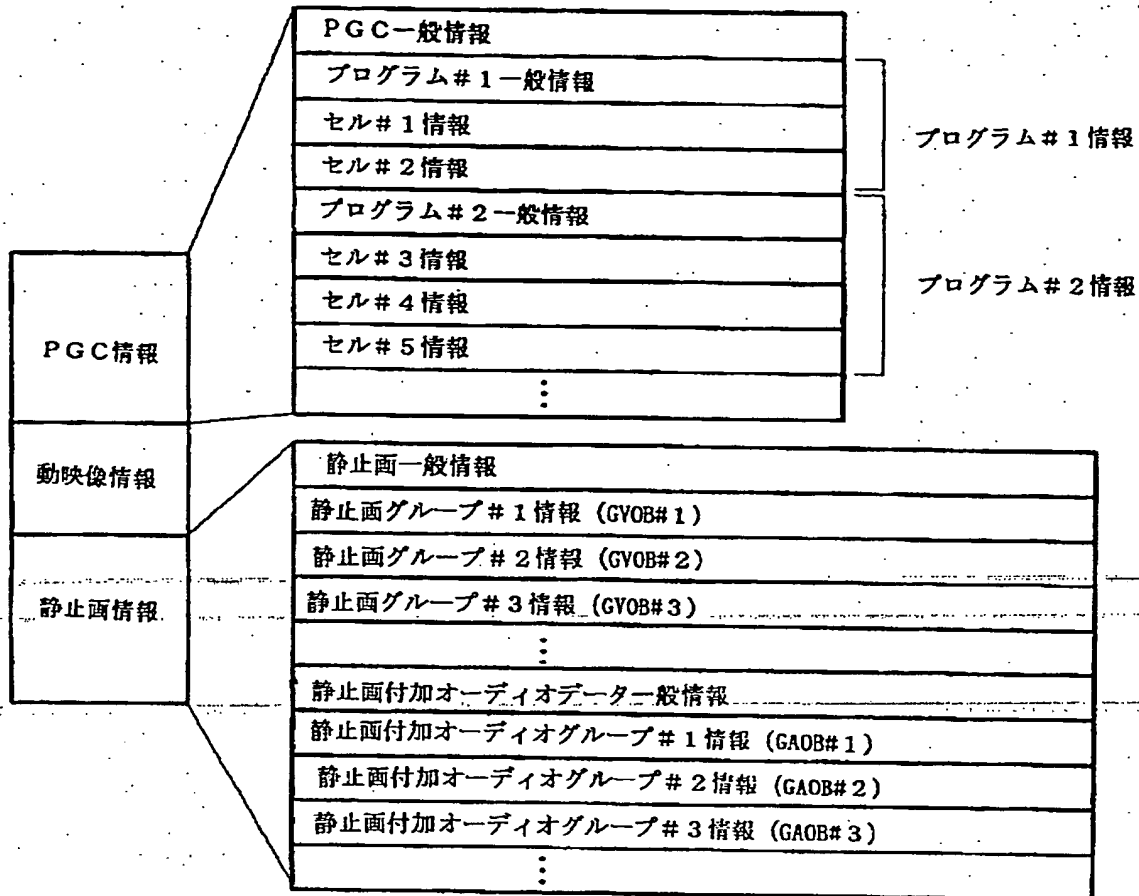 PGC一般情報
プログラム#1一般情報
セル#1情報
セル#2情報
プログラム#1情報
プログラム#2一般情報
セル#3情報
セル#4情報
セル#5情報
プログラム#2情報
⋮
PGC情報
動映像情報
静止画情報
静止画一般情報
静止画グループ#1情報 (GVOB#1)
静止画グループ#2情報 (GVOB#2)
静止画グループ#3情報 (GVOB#3)
⋮
静止画付加オーディオデーター般情報
静止画付加オーディオグループ#1情報 (GAOB#1)
静止画付加オーディオグループ#2情報 (GAOB#2)
静止画付加オーディオグループ#3情報 (GAOB#3)
⋮